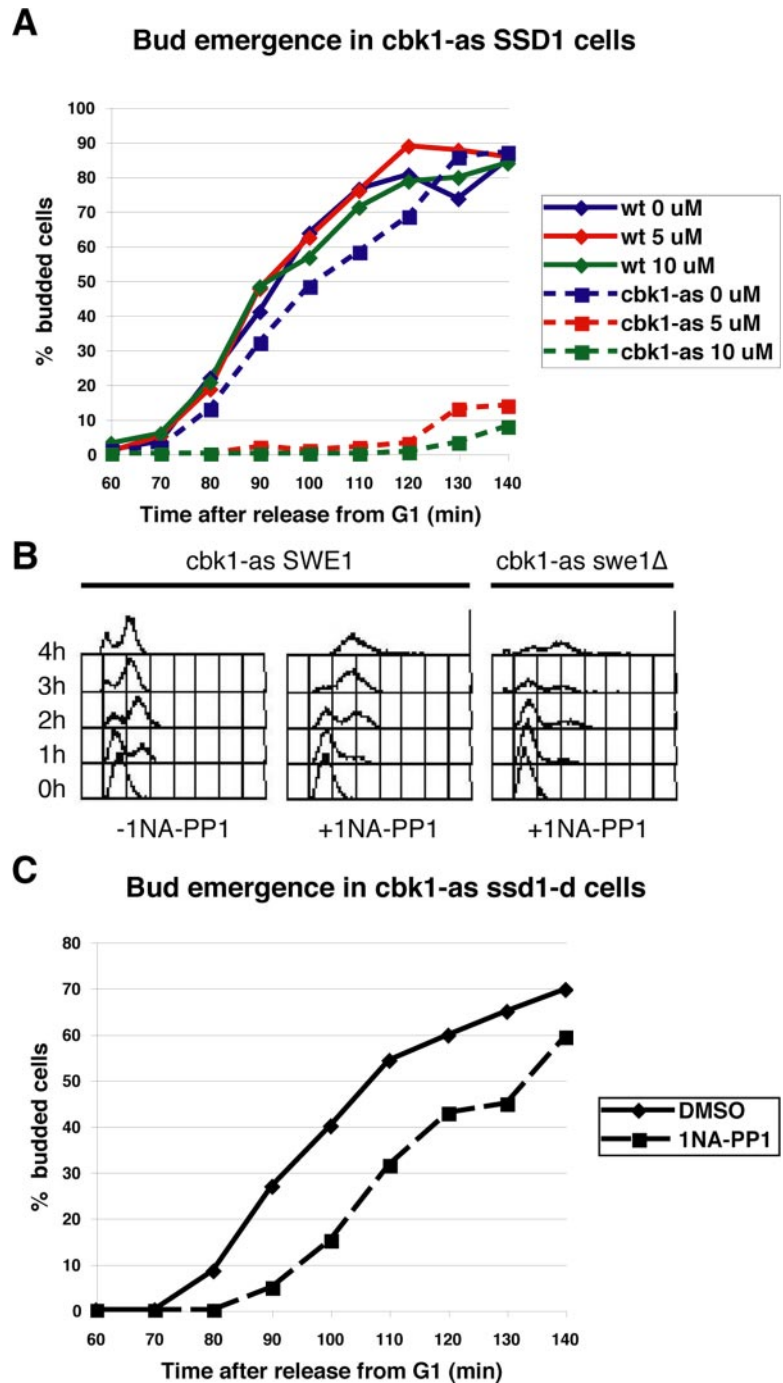 A
Bud emergence in cbk1-as SSD1 cells
100
90
80
70
60
50
40
30
20
10
0
% budded cells
60 70 80 90 100 110 120 130 140
Time after release from G1 (min)
wt 0 uM
wt 5 uM
wt 10 uM
cbk1-as 0 uM
cbk1-as 5 uM
cbk1-as 10 uM
B
cbk1-as SWE1
cbk1-as swe1Δ
4h
3h
2h
1h
0h
-1NA-PP1
+1NA-PP1
+1NA-PP1
C
Bud emergence in cbk1-as ssd1-d cells
80
70
60
50
40
30
20
10
0
% budded cells
60 70 80 90 100 110 120 130 140
Time after release from G1 (min)
DMSO
1NA-PP1